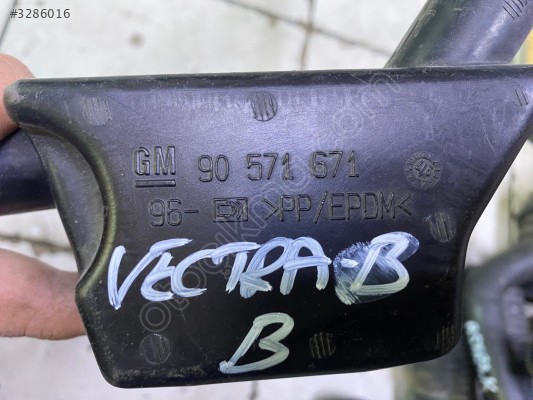 #3286016
GM 90 571 671
96- >PP/EPDM<
VECTRA-B
B